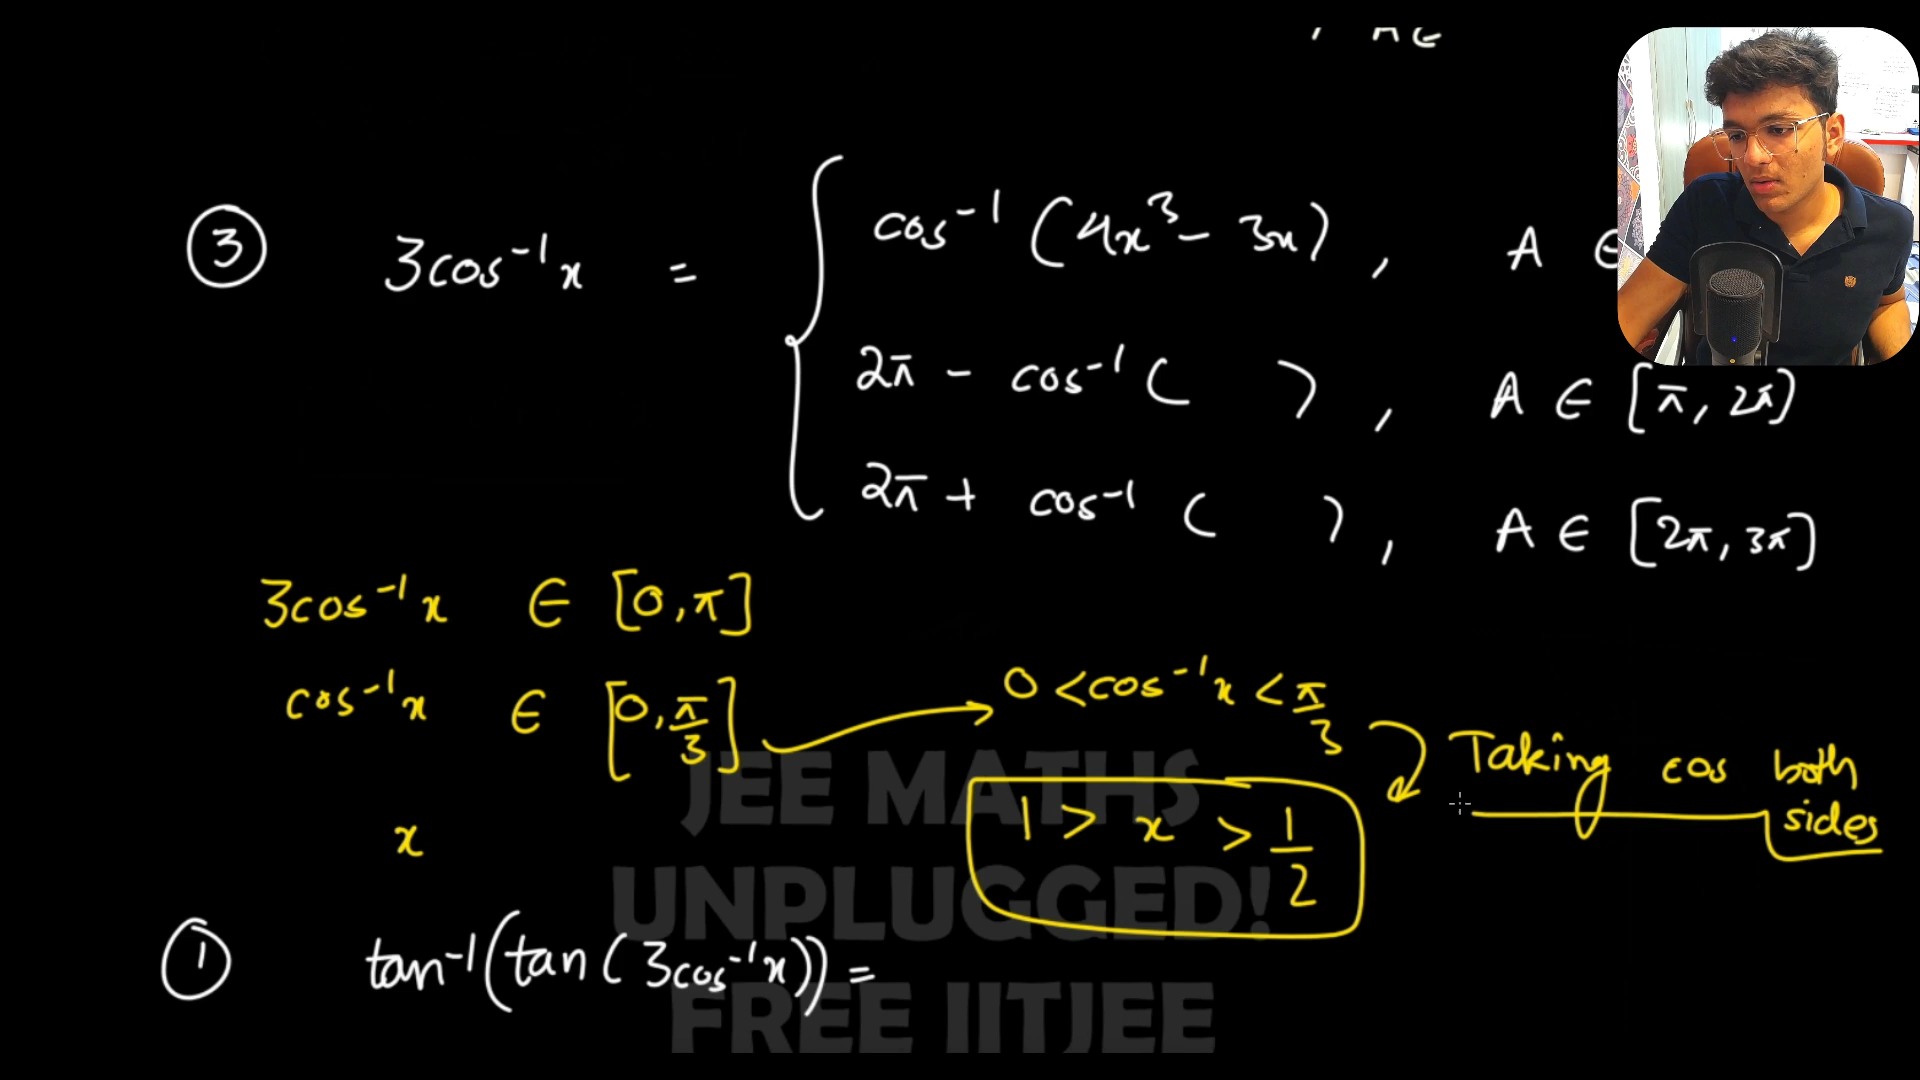 , A ∈
③ 3cos⁻¹x = { cos⁻¹(4x³ − 3x), A ∈
2π − cos⁻¹( ), A ∈ [π, 2π]
2π + cos⁻¹( ), A ∈ [2π, 3π]
3cos⁻¹x ∈ [0, π]
cos⁻¹x ∈ [0, π/3] → 0 < cos⁻¹x < π/3
Taking cos both sides
x 1 > x > 1/2
① tan⁻¹(tan(3cos⁻¹x)) =
JEE MATHS
UNPLUGGED!
FREE IITJEE